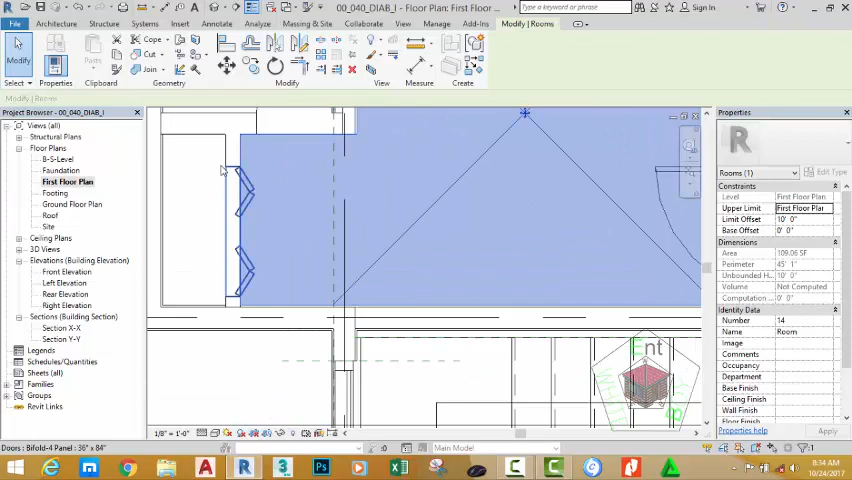 00_040_DIAB_I - Floor Plan: First Floor ...
Type a keyword or phrase
Sign In
File Architecture Structure Systems Insert Annotate Analyze Massing & Site Collaborate View Manage Add-Ins Modify | Rooms
Modify
Properties
Paste
Cope
Cut
Join
Select Properties Clipboard Geometry Modify View Measure Create
Modify | Rooms
Project Browser - 00_040_DIAB_I
Views (all)
Structural Plans
Floor Plans
B-S-Level
Foundation
First Floor Plan
Footing
Ground Floor Plan
Roof
Site
Ceiling Plans
3D Views
Elevations (Building Elevation)
Front Elevation
Left Elevation
Rear Elevation
Right Elevation
Sections (Building Section)
Section X-X
Section Y-Y
Legends
Schedules/Quantities
Sheets (all)
Families
Groups
Revit Links
Properties
R
Rooms (1)
Edit Type
Constraints
Level First Floor Plan
Upper Limit First Floor Plan
Limit Offset 10' 0"
Base Offset 0' 0"
Dimensions
Area 109.06 SF
Perimeter 45' 1"
Unbounded H... 10' 0"
Volume Not Computed
Computation ... 0' 0"
Identity Data
Number 14
Name Room
Image
Comments
Occupancy
Department
Base Finish
Ceiling Finish
Wall Finish
Floor Finish
Properties help
Apply
Ent
WHITE
1/8" = 1'-0"
Doors : Bifold-4 Panel : 36" x 84"
:0
Main Model
:1
8:34 AM
10/24/2017